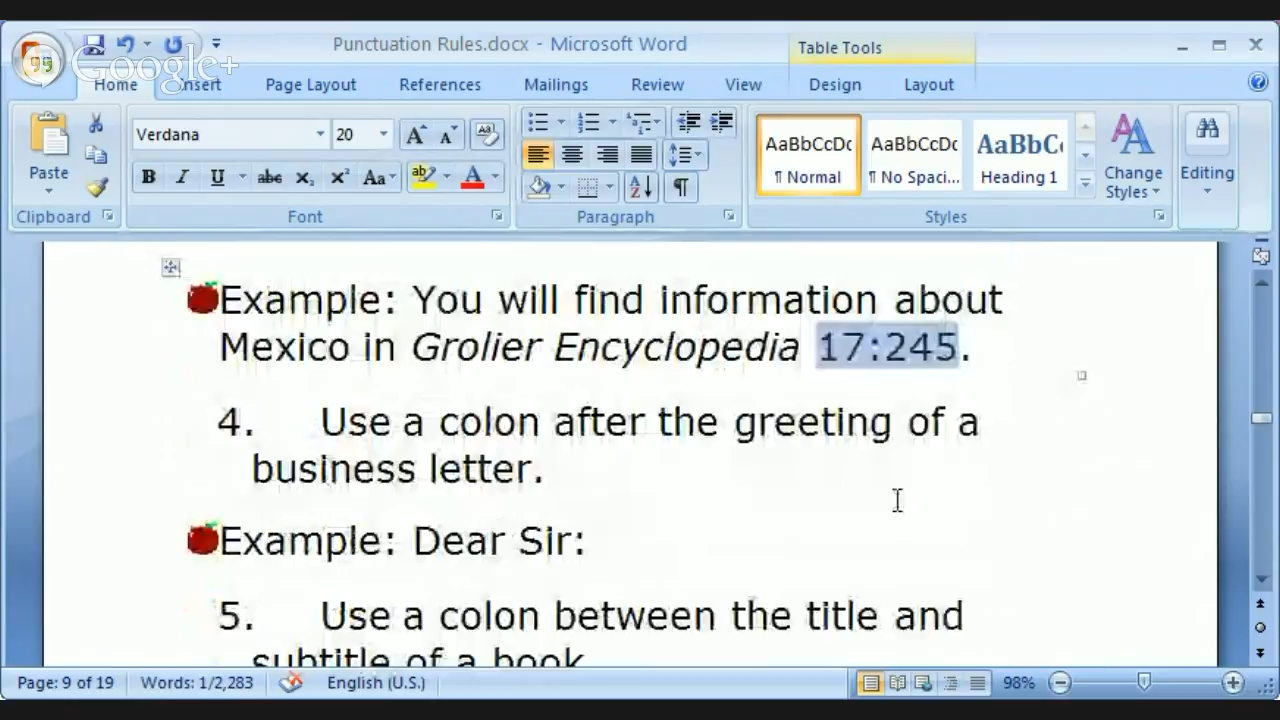 Punctuation Rules.docx - Microsoft Word
Table Tools
Google+
Home
Insert
Page Layout
References
Mailings
Review
View
Design
Layout
Paste
Clipboard
Verdana
20
Font
Paragraph
AaBbCcDc
¶ Normal
AaBbCcDc
¶ No Spaci...
AaBbC
Heading 1
Change
Styles
Styles
Editing
Example: You will find information about
Mexico in Grolier Encyclopedia 17:245.
4. Use a colon after the greeting of a
business letter.
Example: Dear Sir:
5. Use a colon between the title and
subtitle of a book
Page: 9 of 19
Words: 1/2,283
English (U.S.)
98%